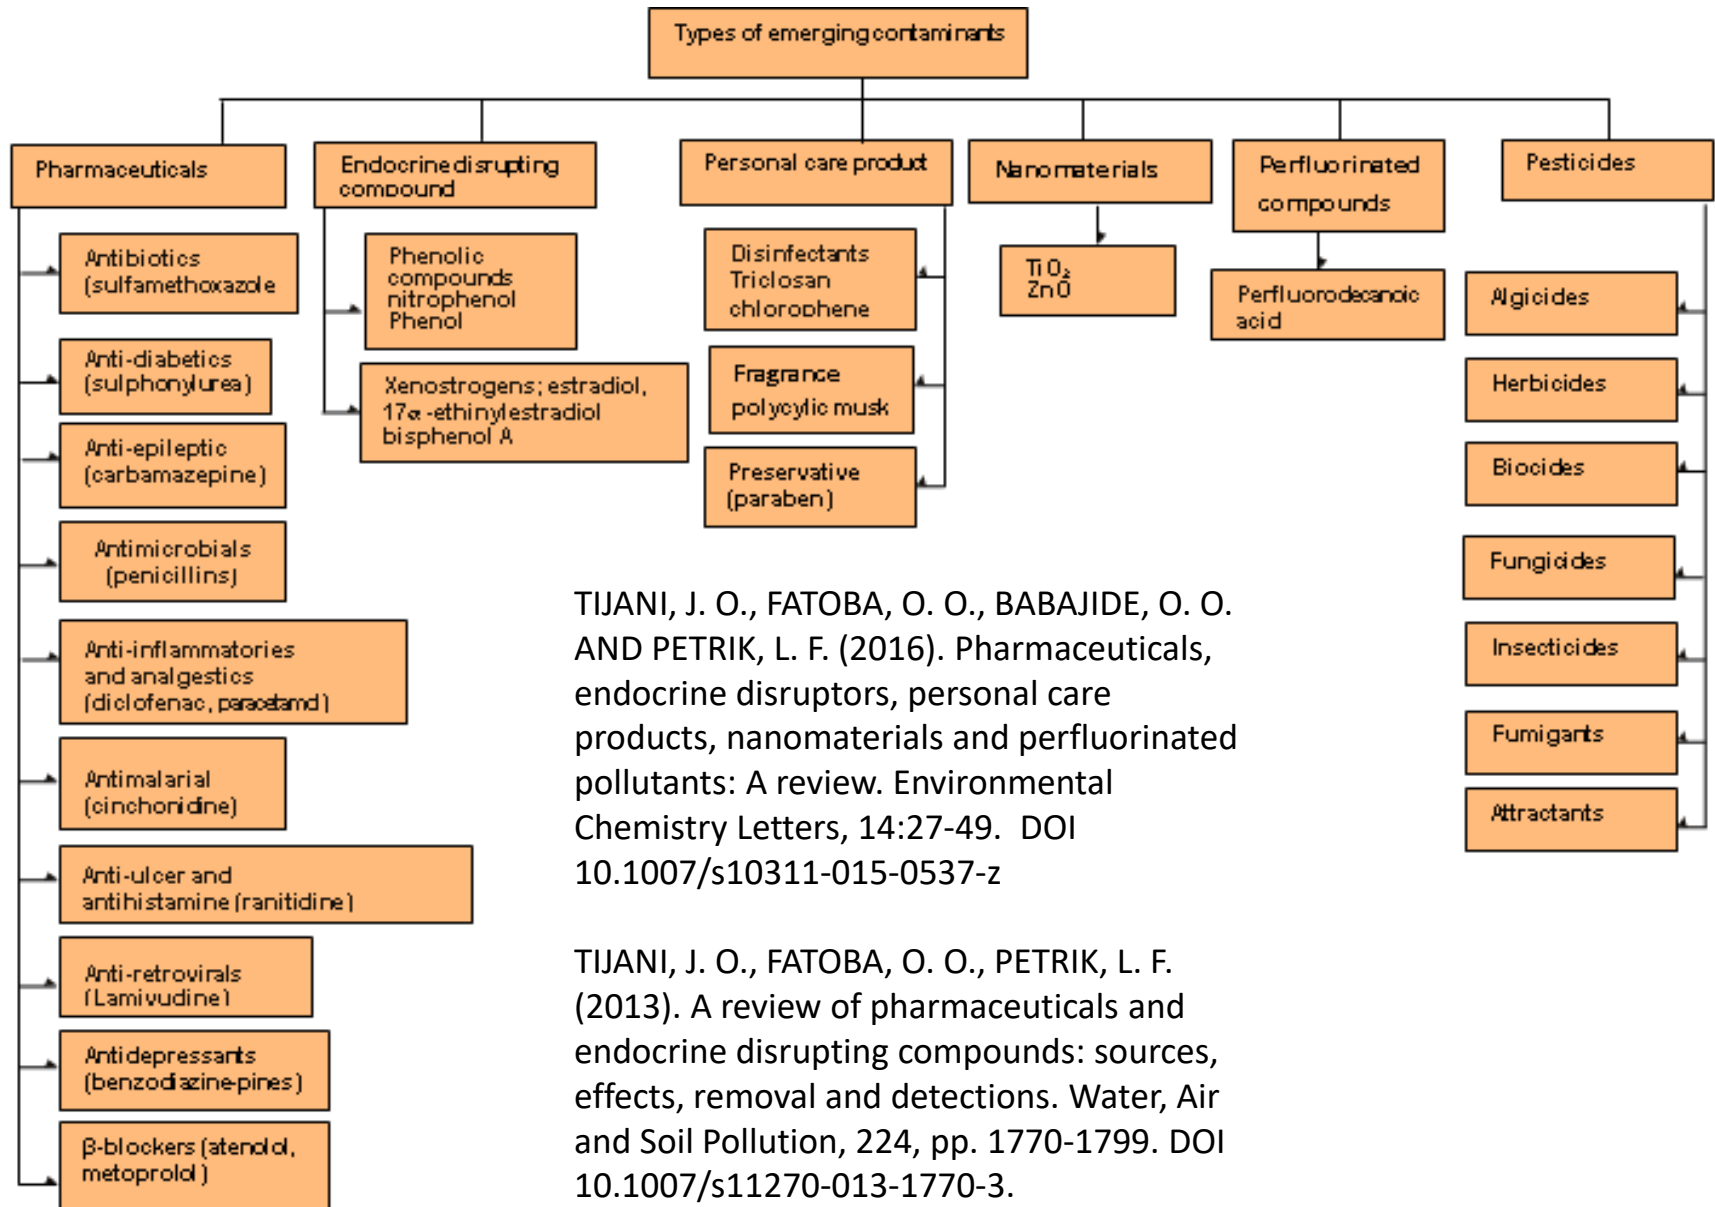 Types of emerging contaminants
Pharmaceuticals
Antibiotics
(sulfamethoxazole
Anti-diabetics
(sulphonylurea)
Anti-epileptic
(carbamazepine)
Antimicrobials
(penicillins)
Anti-inflammatories
and analgestics
(diclofenac, paracetamol)
Antimalarial
(cinchonidine)
Anti-ulcer and
antihistamine (ranitidine)
Anti-retrovirals
(Lamivudine)
Antidepressants
(benzodiazine-pines)
β-blockers (atenolol,
metoprolol)
Endocrine disrupting
compound
Phenolic
compounds
nitrophenol
Phenol
Xenostrogens; estradiol,
17α-ethinylestradiol
bisphenol A
Personal care product
Disinfectants
Triclosan
chlorophene
Fragrance
polycylic musk
Preservative
(paraben)
Nanomaterials
TiO₂
ZnO
Perfluorinated
compounds
Perfluorodecanoic
acid
Pesticides
Algicides
Herbicides
Biocides
Fungicides
Insecticides
Fumigants
Attractants
TIJANI, J. O., FATOBA, O. O., BABAJIDE, O. O.
AND PETRIK, L. F. (2016). Pharmaceuticals,
endocrine disruptors, personal care
products, nanomaterials and perfluorinated
pollutants: A review. Environmental
Chemistry Letters, 14:27-49. DOI
10.1007/s10311-015-0537-z
TIJANI, J. O., FATOBA, O. O., PETRIK, L. F.
(2013). A review of pharmaceuticals and
endocrine disrupting compounds: sources,
effects, removal and detections. Water, Air
and Soil Pollution, 224, pp. 1770-1799. DOI
10.1007/s11270-013-1770-3.